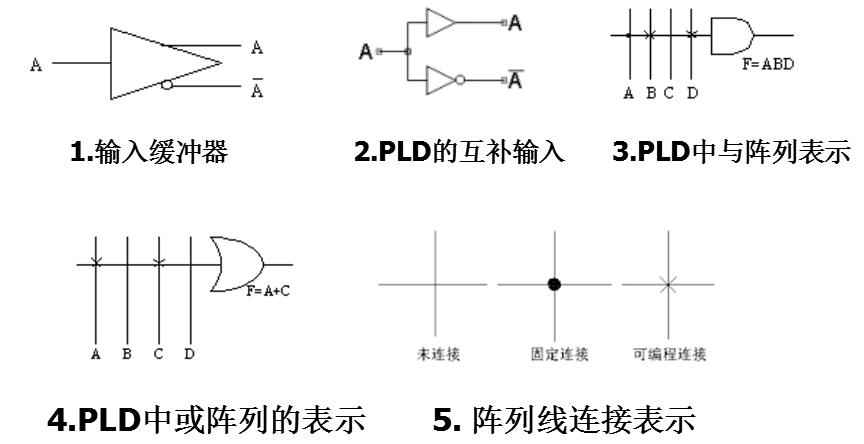 A
A
A̅
1.输入缓冲器
A
A
A̅
2.PLD的互补输入
F=ABD
A B C D
3.PLD中与阵列表示
F=A+C
A B C D
4.PLD中或阵列的表示
未连接
固定连接
可编程连接
5. 阵列线连接表示